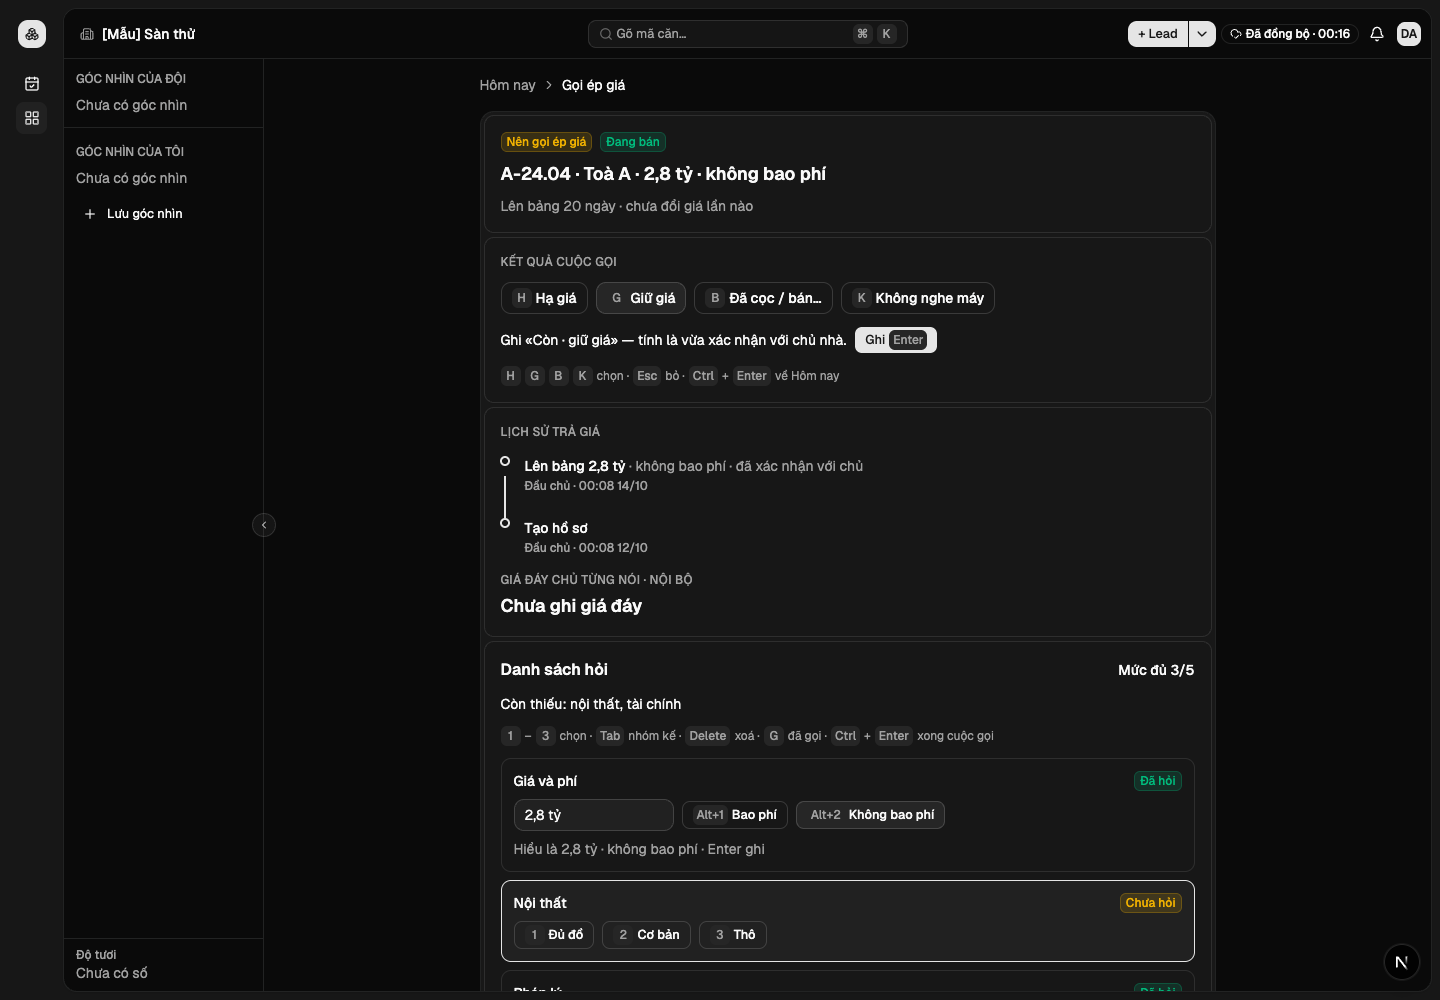 [Mẫu] Sàn thử
Gõ mã căn...
⌘ K
+ Lead
Đã đồng bộ · 00:16
DA
GÓC NHÌN CỦA ĐỘI
Chưa có góc nhìn
GÓC NHÌN CỦA TÔI
Chưa có góc nhìn
+ Lưu góc nhìn
Độ tươi
Chưa có số
Hôm nay > Gọi ép giá
Nên gọi ép giá Đang bán
A-24.04 · Toà A · 2,8 tỷ · không bao phí
Lên bảng 20 ngày · chưa đổi giá lần nào
KẾT QUẢ CUỘC GỌI
H Hạ giá G Giữ giá B Đã cọc / bán... K Không nghe máy
Ghi «Còn · giữ giá» — tính là vừa xác nhận với chủ nhà. Ghi Enter
H G B K chọn · Esc bỏ · Ctrl + Enter về Hôm nay
LỊCH SỬ TRẢ GIÁ
Lên bảng 2,8 tỷ · không bao phí · đã xác nhận với chủ
Đầu chủ · 00:08 14/10
Tạo hồ sơ
Đầu chủ · 00:08 12/10
GIÁ ĐÁY CHỦ TỪNG NÓI · NỘI BỘ
Chưa ghi giá đáy
Danh sách hỏi Mức đủ 3/5
Còn thiếu: nội thất, tài chính
1 – 3 chọn · Tab nhóm kế · Delete xoá · G đã gọi · Ctrl + Enter xong cuộc gọi
Giá và phí Đã hỏi
2,8 tỷ Alt+1 Bao phí Alt+2 Không bao phí
Hiểu là 2,8 tỷ · không bao phí · Enter ghi
Nội thất Chưa hỏi
1 Đủ đồ 2 Cơ bản 3 Thô
Pháp lý Đã hỏi
N